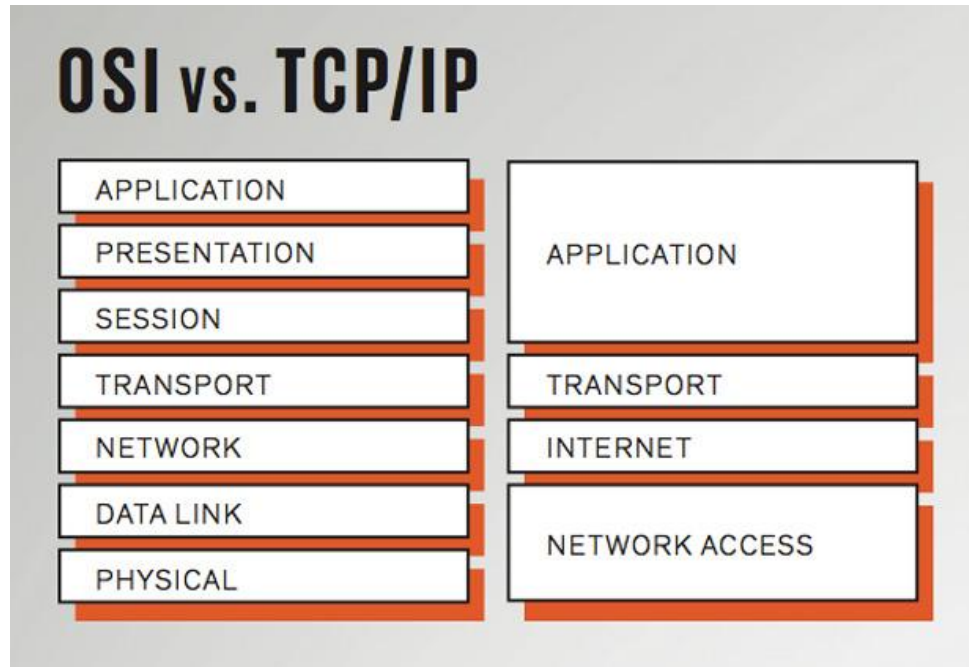 OSI vs. TCP/IP
APPLICATION
PRESENTATION
SESSION
TRANSPORT
NETWORK
DATA LINK
PHYSICAL
APPLICATION
TRANSPORT
INTERNET
NETWORK ACCESS